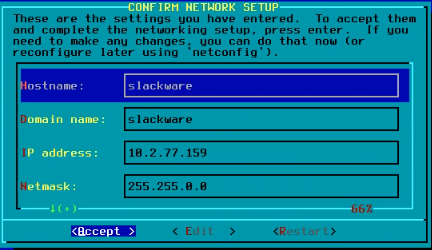 CONFIRM NETWORK SETUP
These are the settings you have entered. To accept them
and complete the networking setup, press enter. If you
need to make any changes, you can do that now (or
reconfigure later using 'netconfig').
Hostname: slackware
Domain name: slackware
IP address: 10.2.77.159
Netmask: 255.255.0.0
↓(+) 66%
<Accept > < Edit > <Restart>